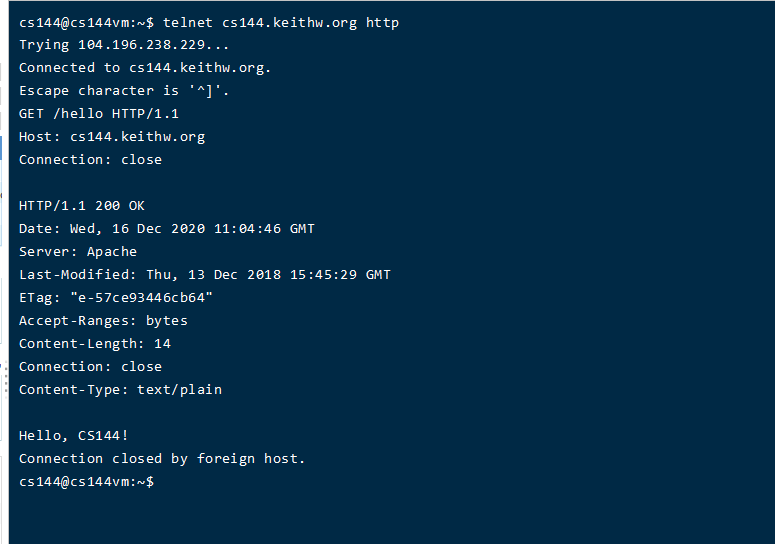 cs144@cs144vm:~$ telnet cs144.keithw.org http
Trying 104.196.238.229...
Connected to cs144.keithw.org.
Escape character is '^]'.
GET /hello HTTP/1.1
Host: cs144.keithw.org
Connection: close

HTTP/1.1 200 OK
Date: Wed, 16 Dec 2020 11:04:46 GMT
Server: Apache
Last-Modified: Thu, 13 Dec 2018 15:45:29 GMT
ETag: "e-57ce93446cb64"
Accept-Ranges: bytes
Content-Length: 14
Connection: close
Content-Type: text/plain

Hello, CS144!
Connection closed by foreign host.
cs144@cs144vm:~$